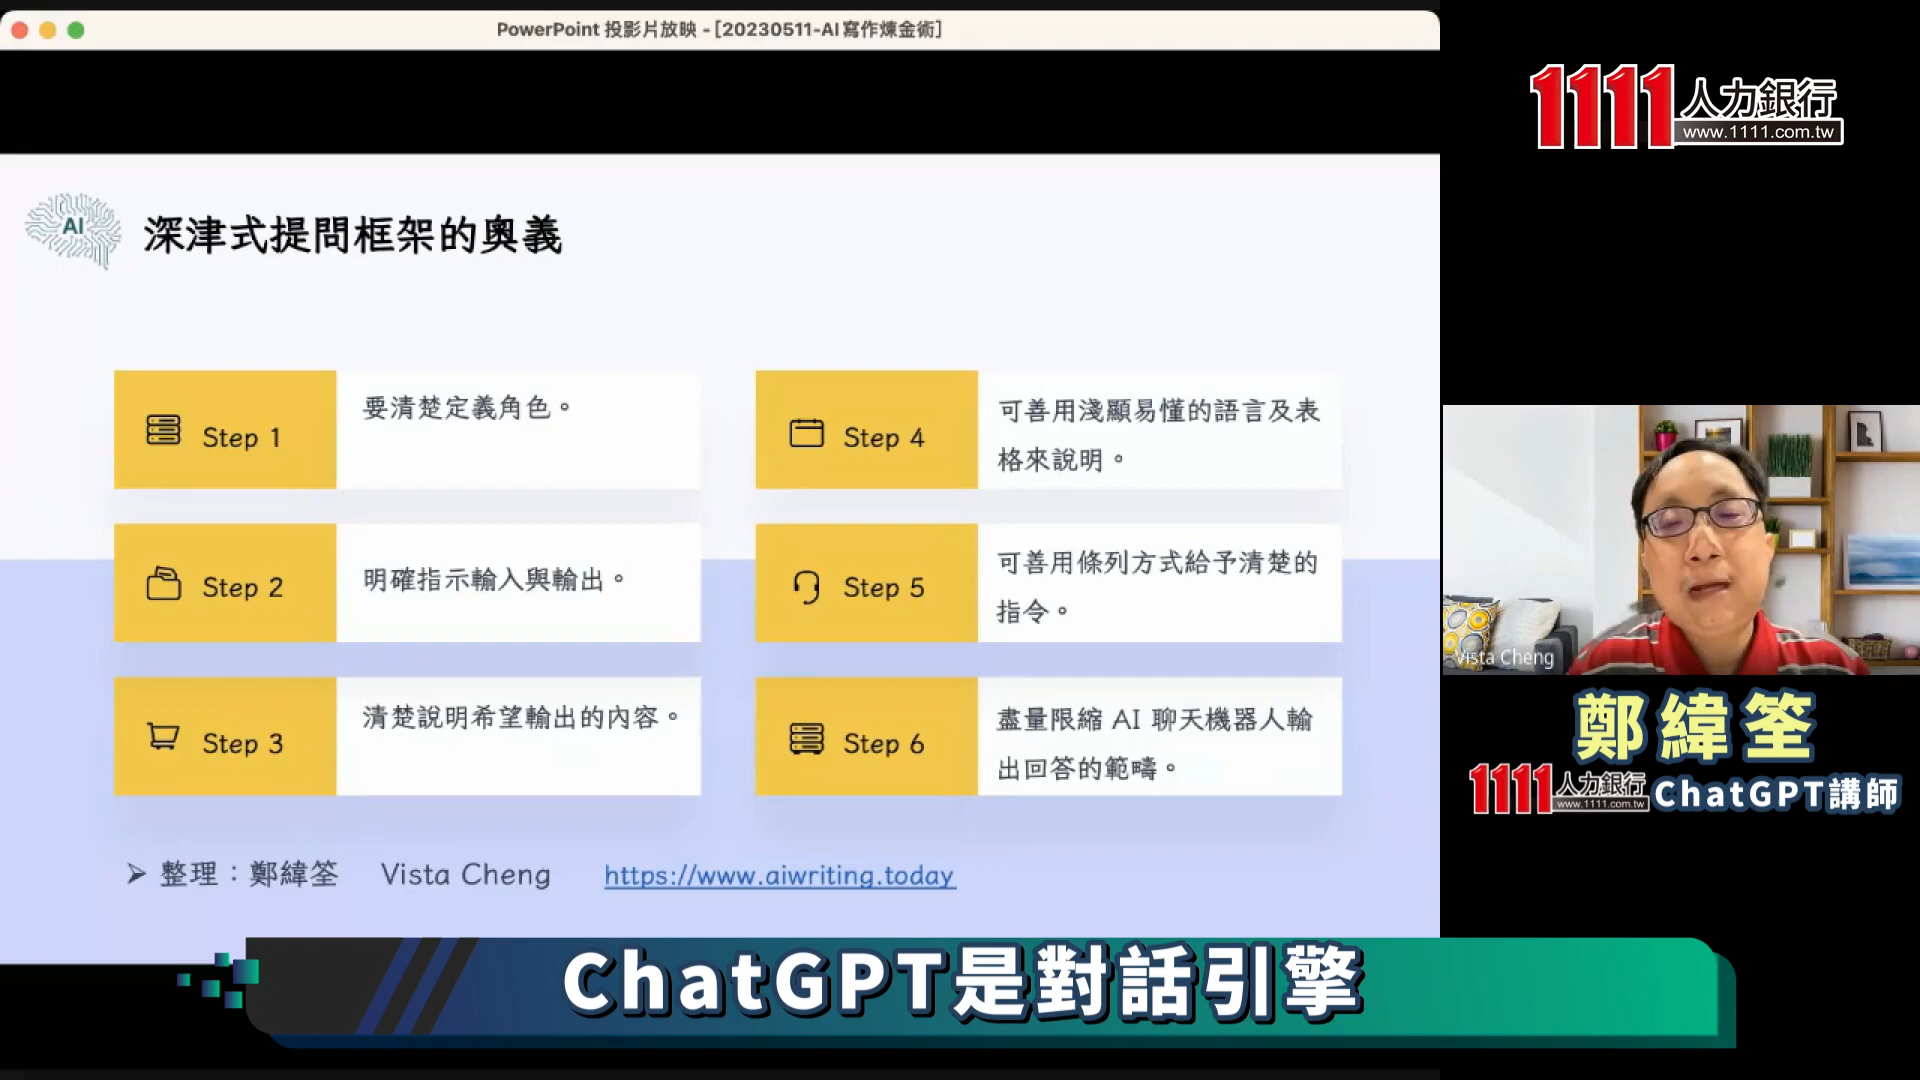 PowerPoint 投影片放映 - [20230511-AI寫作煉金術]
AI
深津式提問框架的奧義
Step 1
要清楚定義角色。
Step 2
明確指示輸入與輸出。
Step 3
清楚說明希望輸出的內容。
Step 4
可善用淺顯易懂的語言及表
格來說明。
Step 5
可善用條列方式給予清楚的
指令。
Step 6
盡量限縮 AI 聊天機器人輸
出回答的範疇。
➢ 整理：鄭緯筌 Vista Cheng https://www.aiwriting.today
1111人力銀行
www.1111.com.tw
Vista Cheng
鄭緯筌
1111人力銀行 ChatGPT講師
www.1111.com.tw
ChatGPT是對話引擎